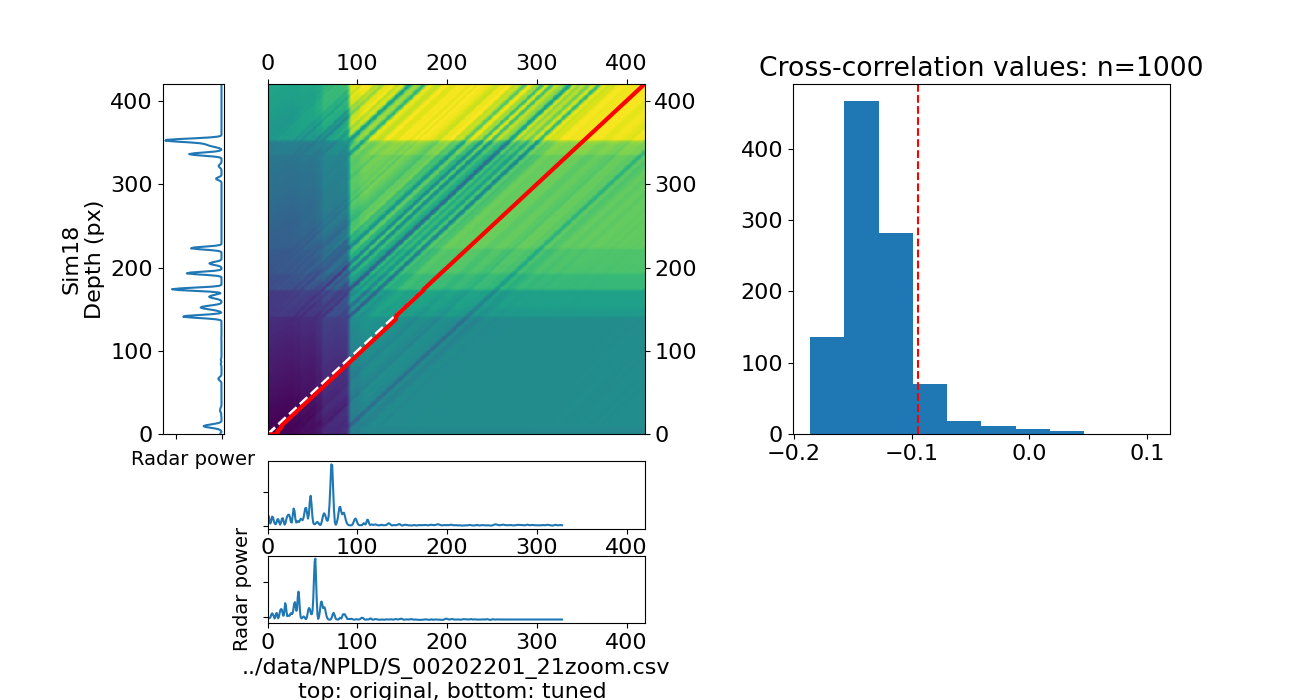 0 100 200 300 400
Cross-correlation values: n=1000
400
300
200
100
0
Sim18
Depth (px)
400
300
200
100
0
400
300
200
100
0
−0.2 −0.1 0.0 0.1
Radar power
0 100 200 300 400
Radar power
0 100 200 300 400
../data/NPLD/S_00202201_21zoom.csv
top: original, bottom: tuned